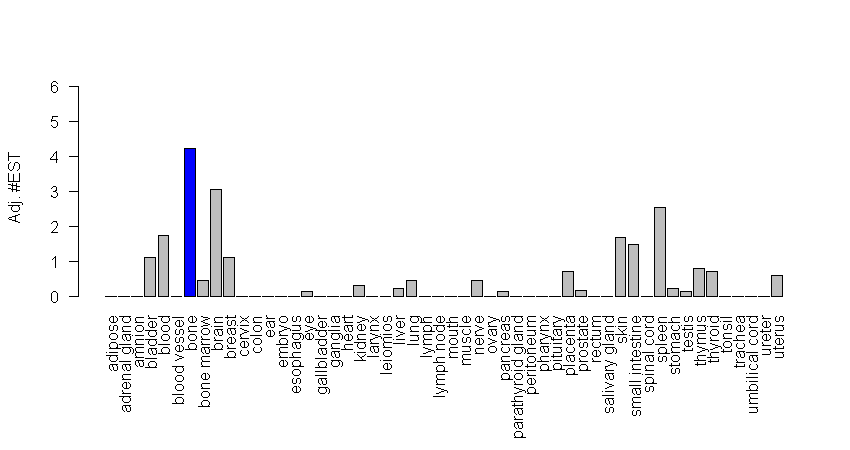 Adj. #EST
6
5
4
3
2
1
0
adipose
adrenal gland
amnion
bladder
blood
blood vessel
bone
bone marrow
brain
breast
cervix
colon
ear
embryo
esophagus
eye
gallbladder
ganglia
heart
kidney
larynx
leiomios
liver
lung
lymph
lymph node
mouth
muscle
nerve
ovary
pancreas
parathyroid gland
peritoneum
pharynx
pituitary
placenta
prostate
rectum
salivary gland
skin
small intestine
spinal cord
spleen
stomach
testis
thymus
thyroid
tonsil
trachea
umbilical cord
ureter
uterus